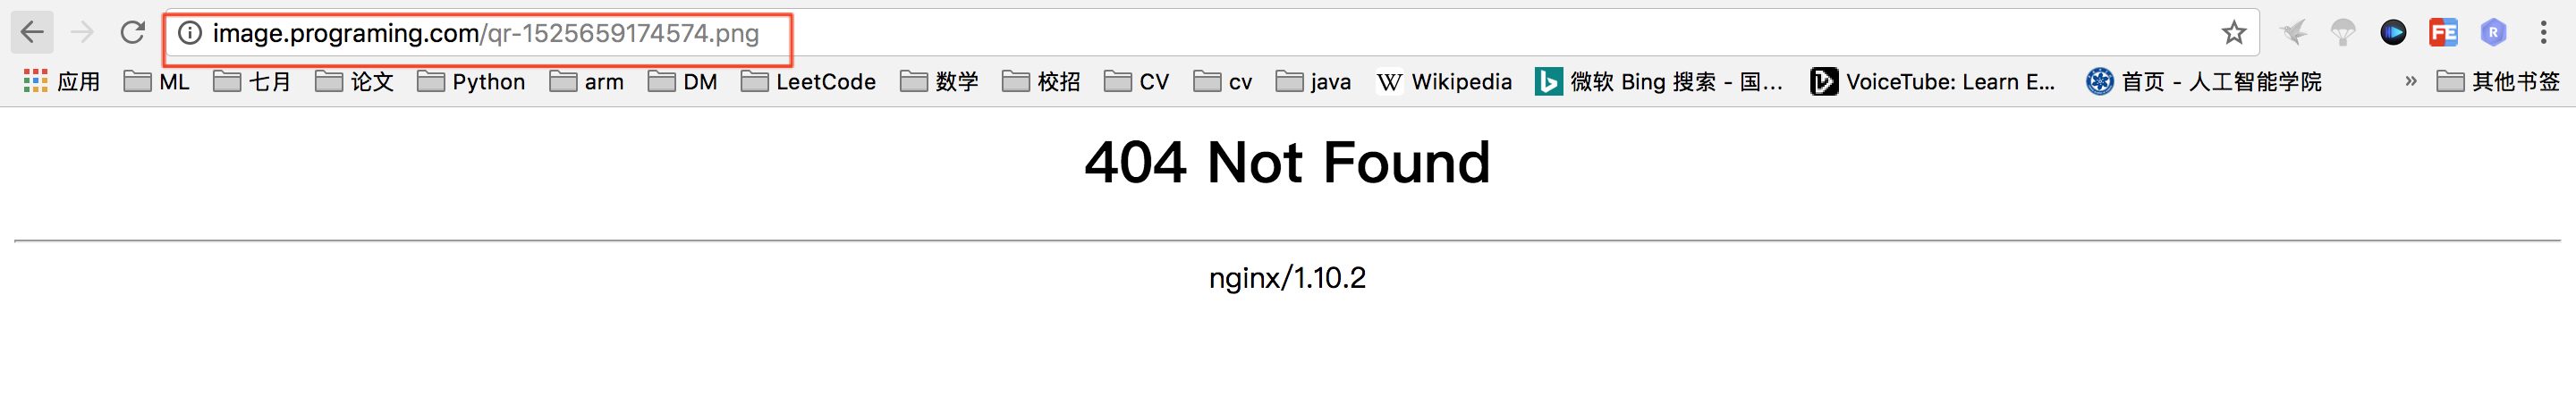 image.programing.com/qr-1525659174574.png
应用 ML 七月 论文 Python arm DM LeetCode 数学 校招 CV cv java Wikipedia 微软 Bing 搜索 - 国... VoiceTube: Learn E... 首页 - 人工智能学院 » 其他书签
404 Not Found
nginx/1.10.2